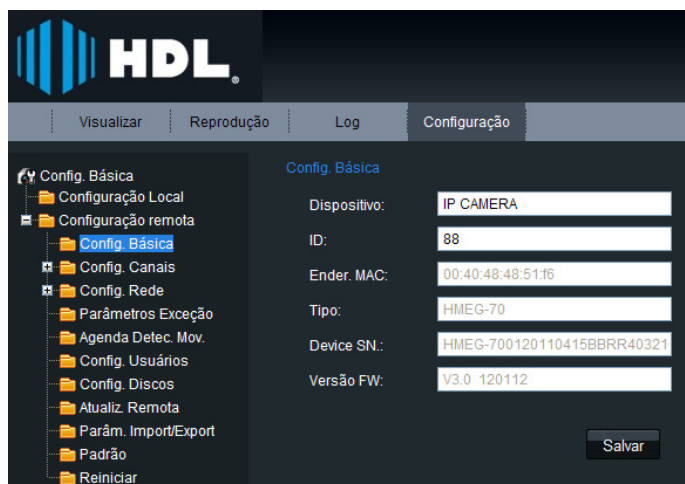 HDL®
Visualizar Reprodução Log Configuração
Config. Básica
Configuração Local
Configuração remota
Config. Básica
Config. Canais
Config. Rede
Parâmetros Exceção
Agenda Detec. Mov.
Config. Usuários
Config. Discos
Atualiz. Remota
Parâm. Import/Export
Padrão
Reiniciar
Config. Básica
Dispositivo: IP CAMERA
ID: 88
Ender. MAC: 00:40:48:48:51:f6
Tipo: HMEG-70
Device SN.: HMEG-700120110415BBRR40321
Versão FW: V3.0 120112
Salvar